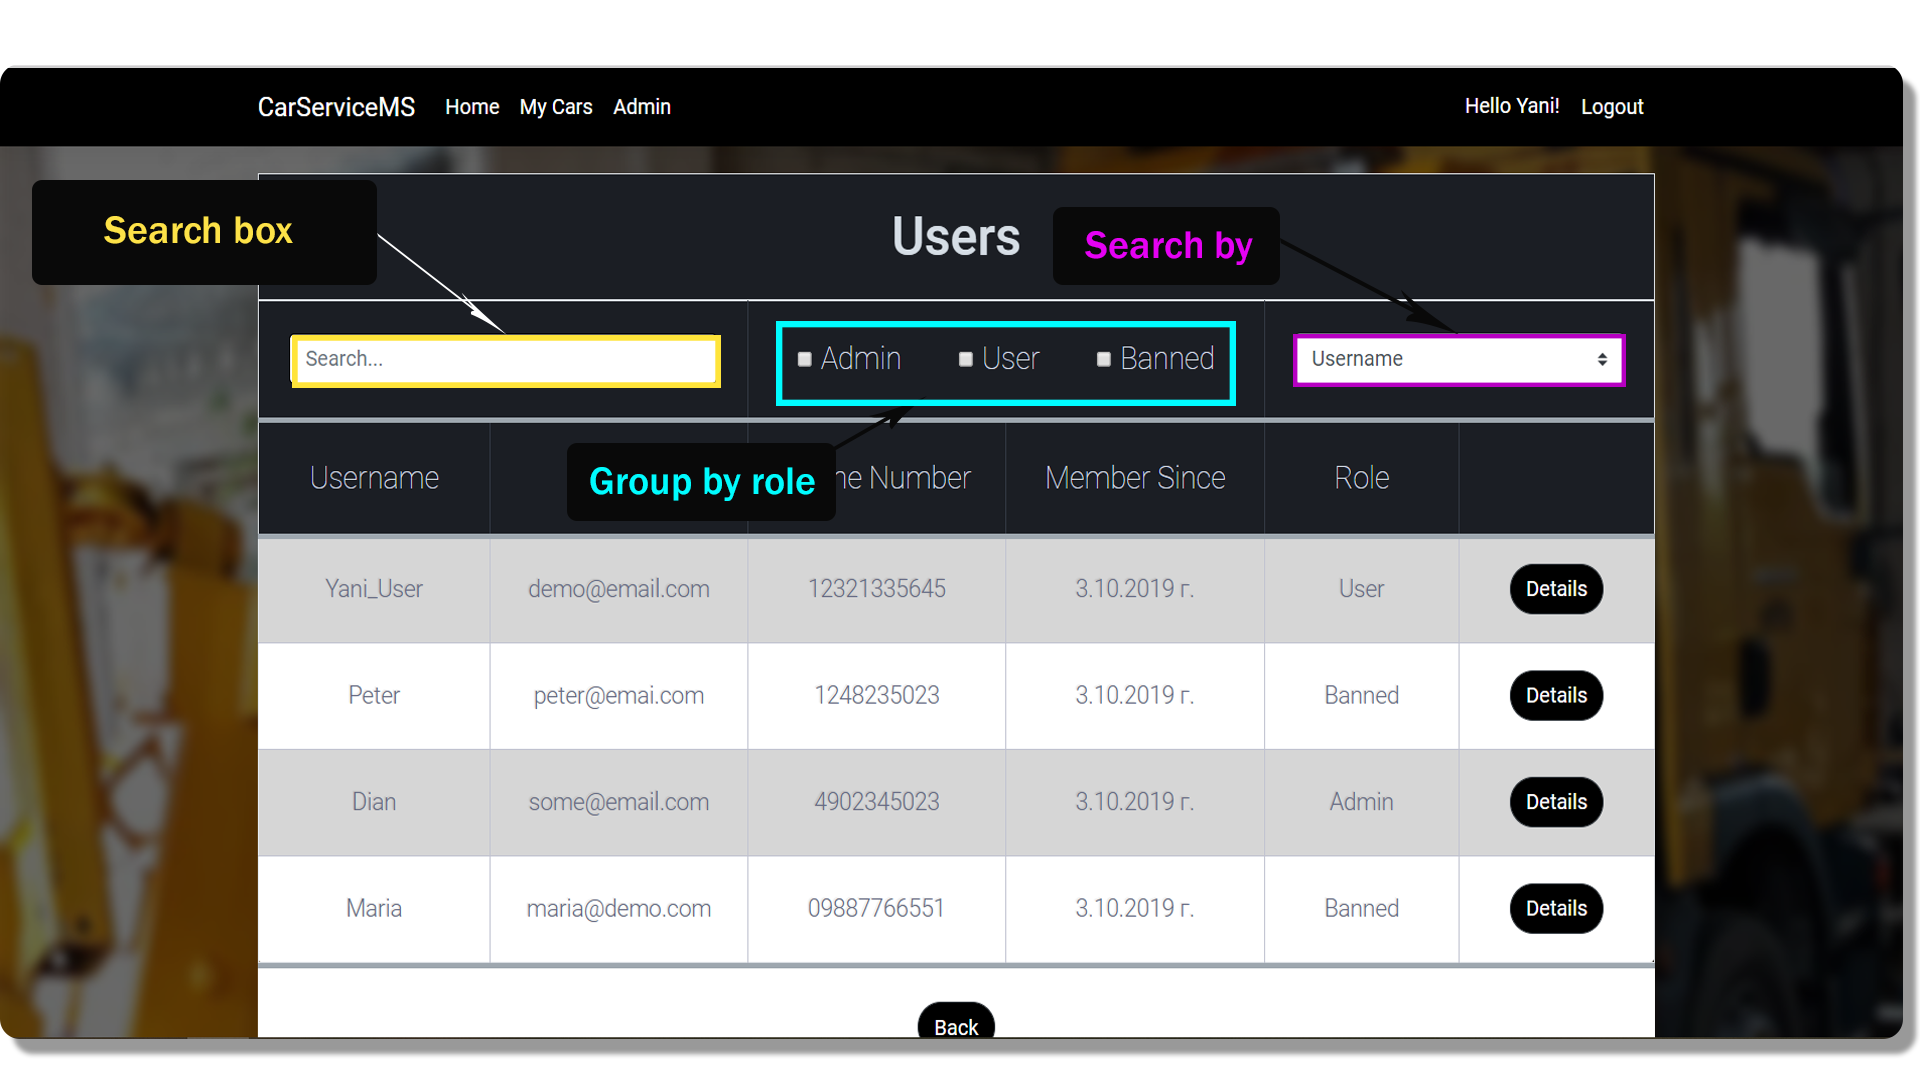 CarServiceMS Home My Cars Admin Hello Yani! Logout
Search box
Users
Search by
Search...
Admin User Banned
Username
Group by role
Username ne Number Member Since Role
Yani_User demo@email.com 12321335645 3.10.2019 г. User Details
Peter peter@emai.com 1248235023 3.10.2019 г. Banned Details
Dian some@email.com 4902345023 3.10.2019 г. Admin Details
Maria maria@demo.com 09887766551 3.10.2019 г. Banned Details
Back